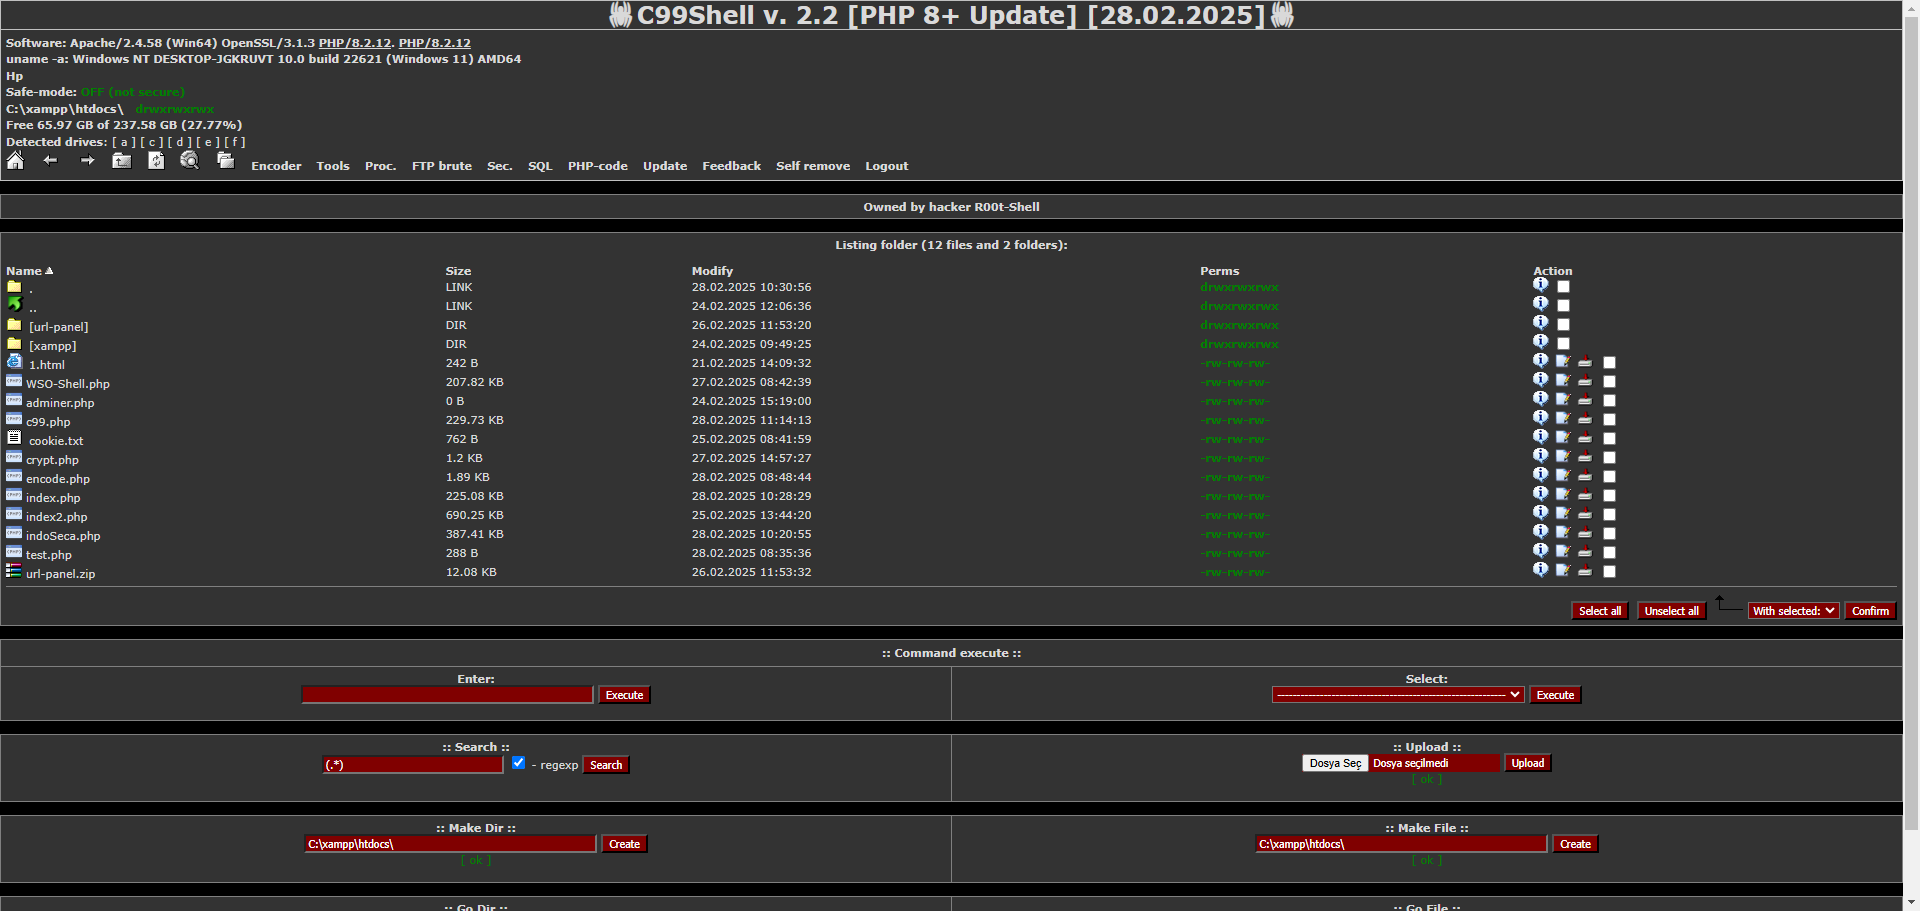 C99Shell v. 2.2 [PHP 8+ Update] [28.02.2025]
Software: Apache/2.4.58 (Win64) OpenSSL/3.1.3 PHP/8.2.12. PHP/8.2.12
uname -a: Windows NT DESKTOP-JGKRUVT 10.0 build 22621 (Windows 11) AMD64
Hp
Safe-mode: OFF (not secure)
C:\xampp\htdocs\ drwxrwxrwx
Free 65.97 GB of 237.58 GB (27.77%)
Detected drives: [ a ] [ c ] [ d ] [ e ] [ f ]
Encoder Tools Proc. FTP brute Sec. SQL PHP-code Update Feedback Self remove Logout
Owned by hacker R00t-Shell
Listing folder (12 files and 2 folders):
Name Size Modify Perms Action
. LINK 28.02.2025 10:30:56 drwxrwxrwx
.. LINK 24.02.2025 12:06:36 drwxrwxrwx
[url-panel] DIR 26.02.2025 11:53:20 drwxrwxrwx
[xampp] DIR 24.02.2025 09:49:25 drwxrwxrwx
1.html 242 B 21.02.2025 14:09:32 -rw-rw-rw-
WSO-Shell.php 207.82 KB 27.02.2025 08:42:39 -rw-rw-rw-
adminer.php 0 B 24.02.2025 15:19:00 -rw-rw-rw-
c99.php 229.73 KB 28.02.2025 11:14:13 -rw-rw-rw-
cookie.txt 762 B 25.02.2025 08:41:59 -rw-rw-rw-
crypt.php 1.2 KB 27.02.2025 14:57:27 -rw-rw-rw-
encode.php 1.89 KB 28.02.2025 08:48:44 -rw-rw-rw-
index.php 225.08 KB 28.02.2025 10:28:29 -rw-rw-rw-
index2.php 690.25 KB 25.02.2025 13:44:20 -rw-rw-rw-
indoSeca.php 387.41 KB 28.02.2025 10:20:55 -rw-rw-rw-
test.php 288 B 28.02.2025 08:35:36 -rw-rw-rw-
url-panel.zip 12.08 KB 26.02.2025 11:53:32 -rw-rw-rw-
Select all Unselect all With selected: Confirm
:: Command execute ::
Enter: Select:
Execute Execute
:: Search :: :: Upload ::
(.*) - regexp Search Dosya Seç Dosya seçilmedi Upload
[ ok ]
:: Make Dir :: :: Make File ::
C:\xampp\htdocs\ Create C:\xampp\htdocs\ Create
[ ok ] [ ok ]
:: Go Dir :: :: Go File ::